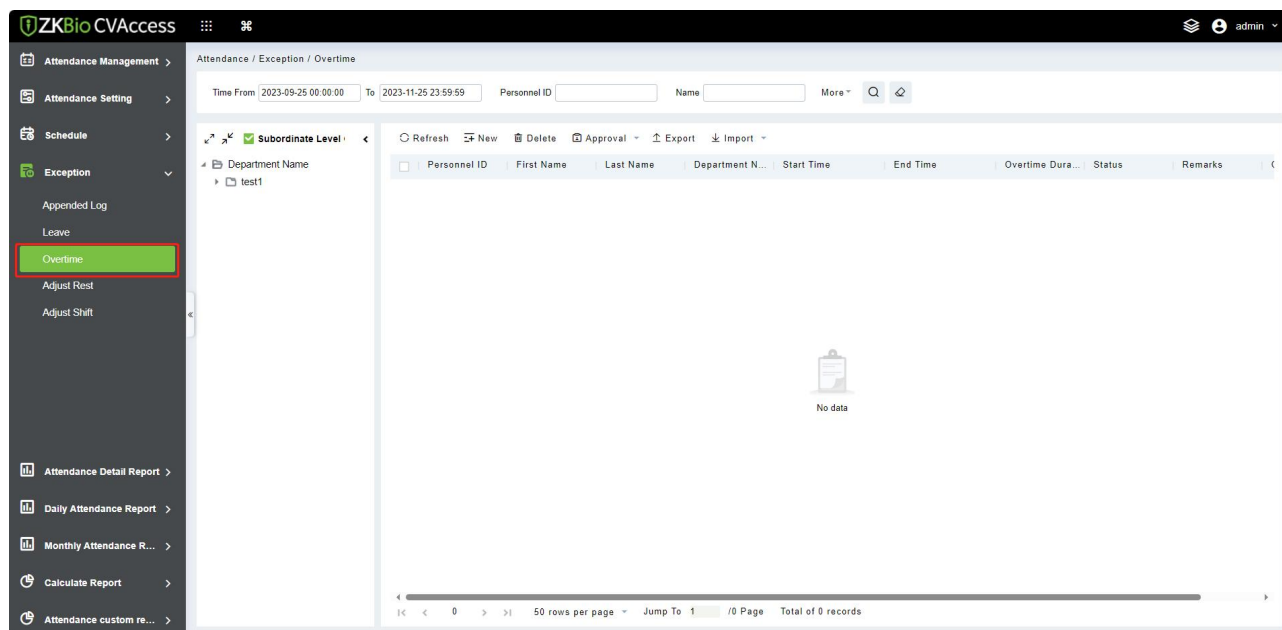 ZKBio CVAccess
admin
Attendance Management
Attendance Setting
Schedule
Exception
Appended Log
Leave
Overtime
Adjust Rest
Adjust Shift
Attendance Detail Report
Daily Attendance Report
Monthly Attendance R...
Calculate Report
Attendance custom re...
Attendance / Exception / Overtime
Time From 2023-09-25 00:00:00 To 2023-11-25 23:59:59 Personnel ID Name More
Subordinate Level
Department Name
test1
Refresh New Delete Approval Export Import
Personnel ID First Name Last Name Department N... Start Time End Time Overtime Dura... Status Remarks
No data
0 50 rows per page Jump To 1 /0 Page Total of 0 records